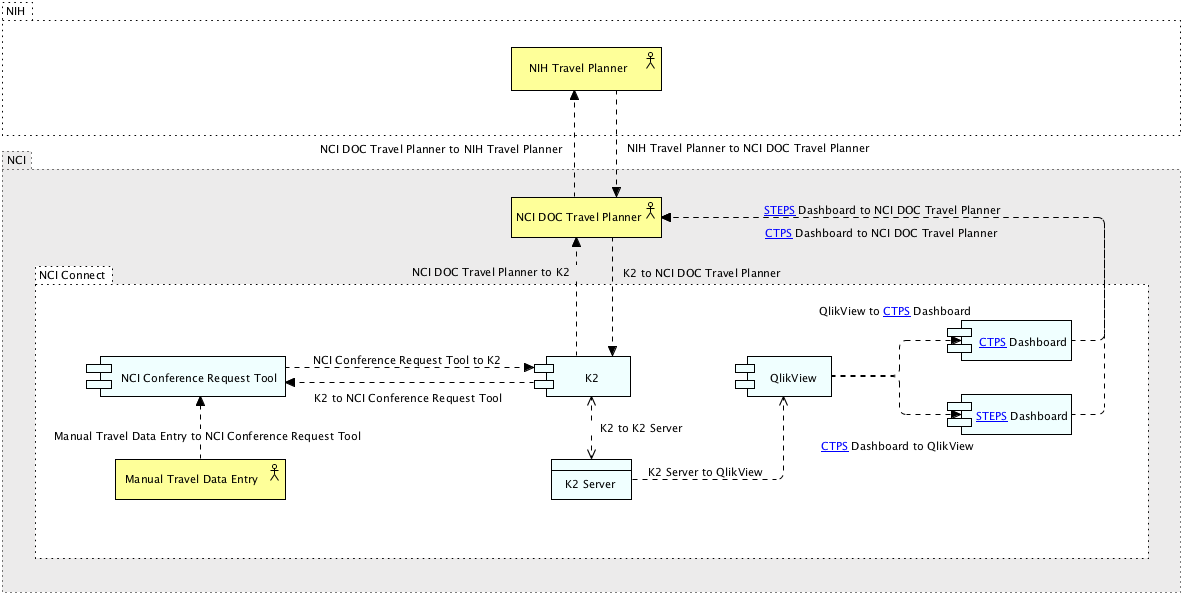 NIH
NIH Travel Planner
NCI DOC Travel Planner to NIH Travel Planner
NIH Travel Planner to NCI DOC Travel Planner
NCI
NCI DOC Travel Planner
STEPS Dashboard to NCI DOC Travel Planner
CTPS Dashboard to NCI DOC Travel Planner
NCI Connect
NCI DOC Travel Planner to K2
K2 to NCI DOC Travel Planner
QlikView to CTPS Dashboard
CTPS Dashboard
NCI Conference Request Tool to K2
NCI Conference Request Tool
K2
QlikView
K2 to NCI Conference Request Tool
STEPS Dashboard
K2 to K2 Server
Manual Travel Data Entry to NCI Conference Request Tool
CTPS Dashboard to QlikView
K2 Server to QlikView
Manual Travel Data Entry
K2 Server